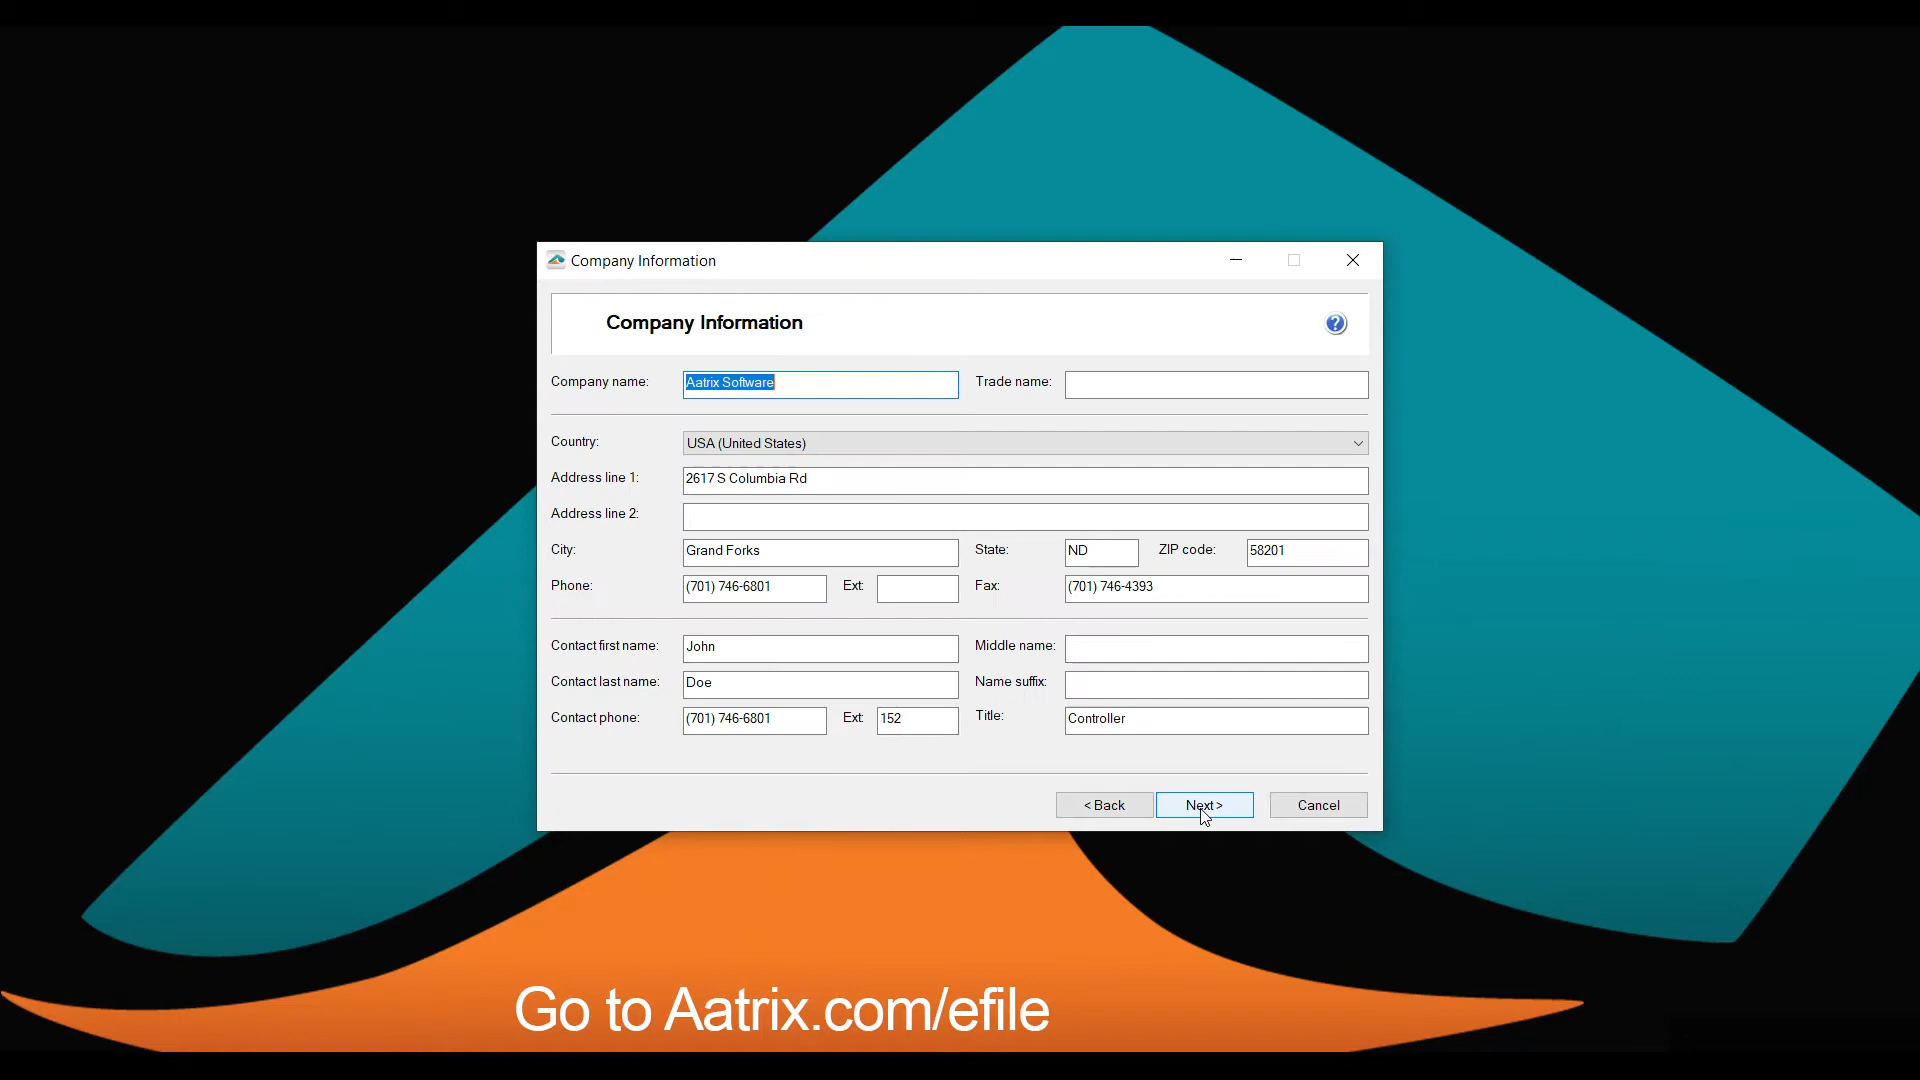 Company Information
Company Information
Company name: Aatrix Software Trade name:
Country: USA (United States)
Address line 1: 2617 S Columbia Rd
Address line 2:
City: Grand Forks State: ND ZIP code: 58201
Phone: (701) 746-6801 Ext: Fax: (701) 746-4393
Contact first name: John Middle name:
Contact last name: Doe Name suffix:
Contact phone: (701) 746-6801 Ext: 152 Title: Controller
< Back Next > Cancel
Go to Aatrix.com/efile